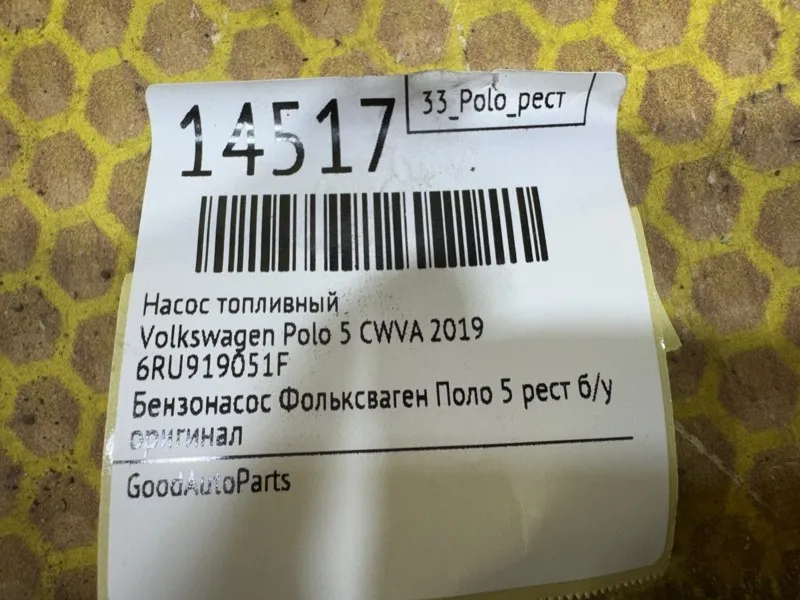 33_Polo_рест
14517
Насос топливный
Volkswagen Polo 5 CWVA 2019
6RU919051F
Бензонасос Фольксваген Поло 5 рест б/у
оригинал
GoodAutoParts